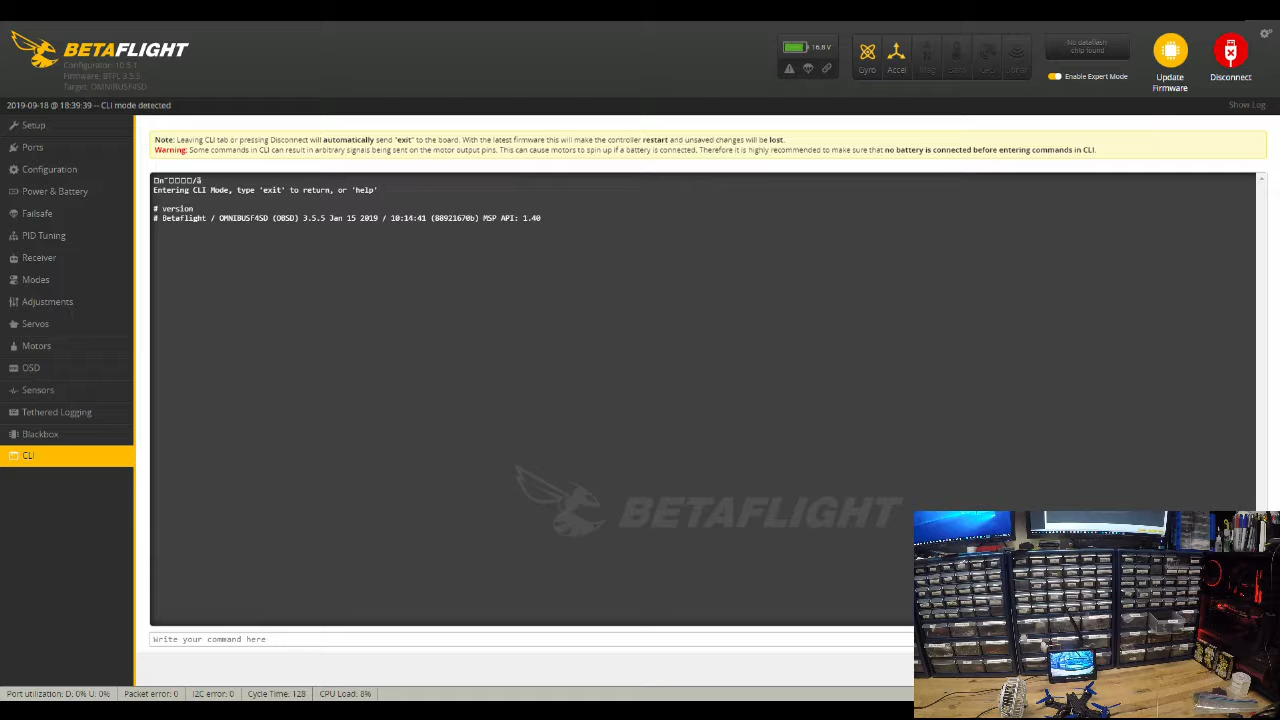 BETAFLIGHT
Configurator: 10.5.1
Firmware: BTFL 3.5.5
Target: OMNIBUSF4SD
16.8 V
Gyro
Accel
Mag
Baro
GPS
Sonar
No dataflash
chip found
Enable Expert Mode
Update
Firmware
Disconnect
2019-09-18 @ 18:39:39 -- CLI mode detected
Show Log
Setup
Ports
Configuration
Power & Battery
Failsafe
PID Tuning
Receiver
Modes
Adjustments
Servos
Motors
OSD
Sensors
Tethered Logging
Blackbox
CLI
Note: Leaving CLI tab or pressing Disconnect will automatically send "exit" to the board. With the latest firmware this will make the controller restart and unsaved changes will be lost.
Warning: Some commands in CLI can result in arbitrary signals being sent on the motor output pins. This can cause motors to spin up if a battery is connected. Therefore it is highly recommended to make sure that no battery is connected before entering commands in CLI.
Entering CLI Mode, type 'exit' to return, or 'help'
# version
# Betaflight / OMNIBUSF4SD (OBSD) 3.5.5 Jan 15 2019 / 10:14:41 (88921670b) MSP API: 1.40
BETAFLIGHT
Write your command here
Port utilization: D: 0% U: 0%
Packet error: 0
I2C error: 0
Cycle Time: 128
CPU Load: 8%